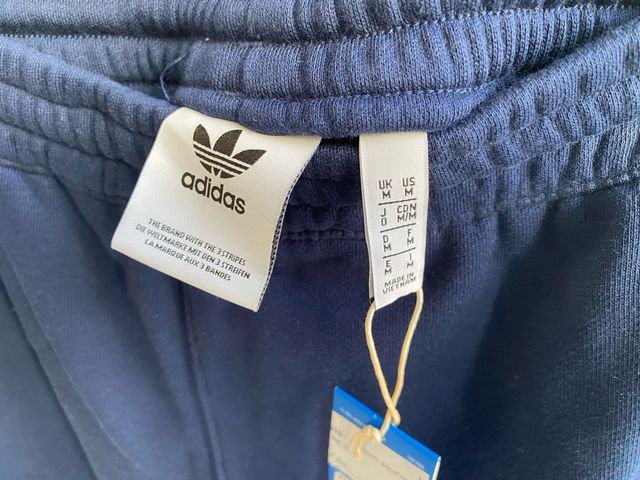 adidas
THE BRAND WITH THE 3 STRIPES
DIE WELTMARKE MIT DEN 3 STREIFEN
LA MARQUE AUX 3 BANDES
UK US
M M
J CDN
O M/M
D F
M M
E I
M M
MADE IN
VIETNAM